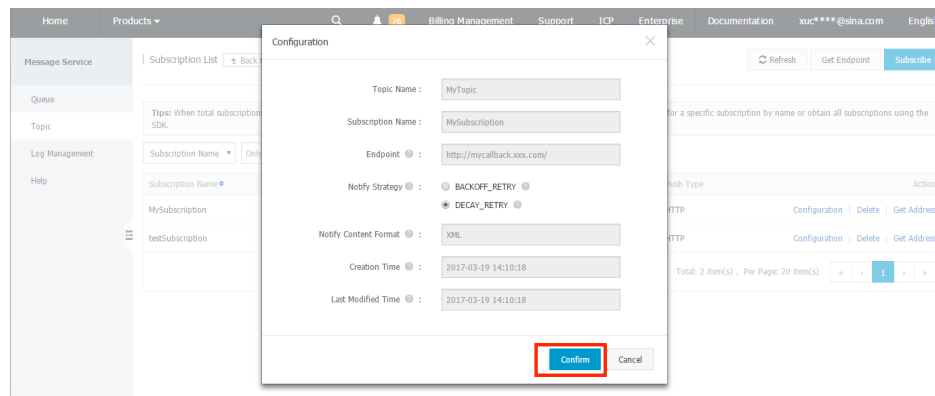 Home Products 76 Billing Management Support ICP Enterprise Documentation xuc****@sina.com Englis
Message Service
Queue
Topic
Log Management
Help
Subscription List Back
Refresh Get Endpoint Subscribe
Tips: When total subscription for a specific subscription by name or obtain all subscriptions using the
SDK.
Subscription Name Only
Subscription Name Push Type Action
MySubscription HTTP Configuration | Delete | Get Address
testSubscription HTTP Configuration | Delete | Get Address
Total: 2 item(s) , Per Page: 20 item(s) « ‹ 1 › »
Configuration
Topic Name : MyTopic
Subscription Name : MySubscriiption
Endpoint : http://mycallback.xxx.com/
Notify Strategy : BACKOFF_RETRY
DECAY_RETRY
Notify Content Format : XML
Creation Time : 2017-03-19 14:10:18
Last Modified Time : 2017-03-19 14:10:18
Confirm Cancel